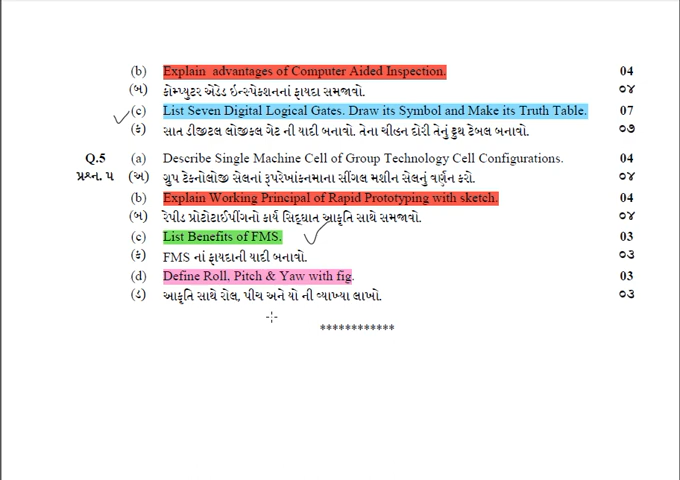 (b) Explain advantages of Computer Aided Inspection. 04
(બ) કોમ્પ્યુટર એડેડ ઇન્સ્પેકશનનાં ફાયદા સમજાવો. ૦૪
(c) List Seven Digital Logical Gates. Draw its Symbol and Make its Truth Table. 07
(ક) સાત ડીજીટલ લોજીકલ ગેટ ની યાદી બનાવો. તેના ચીહ્ન દોરી તેનું ટ્રુથ ટેબલ બનાવો. ૦૭
Q.5 (a) Describe Single Machine Cell of Group Technology Cell Configurations. 04
પ્રશ્ન. ૫ (અ) ગ્રુપ ટેકનોલોજી સેલનાં રૂપરેખાંકનમાના સીંગલ મશીન સેલનું વર્ણન કરો. ૦૪
(b) Explain Working Principal of Rapid Prototyping with sketch. 04
(બ) રેપીડ પ્રોટોટાઈપીંગનો કાર્ય સિદ્ધાત આકૃતિ સાથે સમજાવો. ૦૪
(c) List Benefits of FMS. 03
(ક) FMS નાં ફાયદાની યાદી બનાવો. ૦૩
(d) Define Roll, Pitch & Yaw with fig. 03
(ડ) આકૃતિ સાથે રોલ, પીચ અને યો ની વ્યાખ્યા લાખો. ૦૩
************